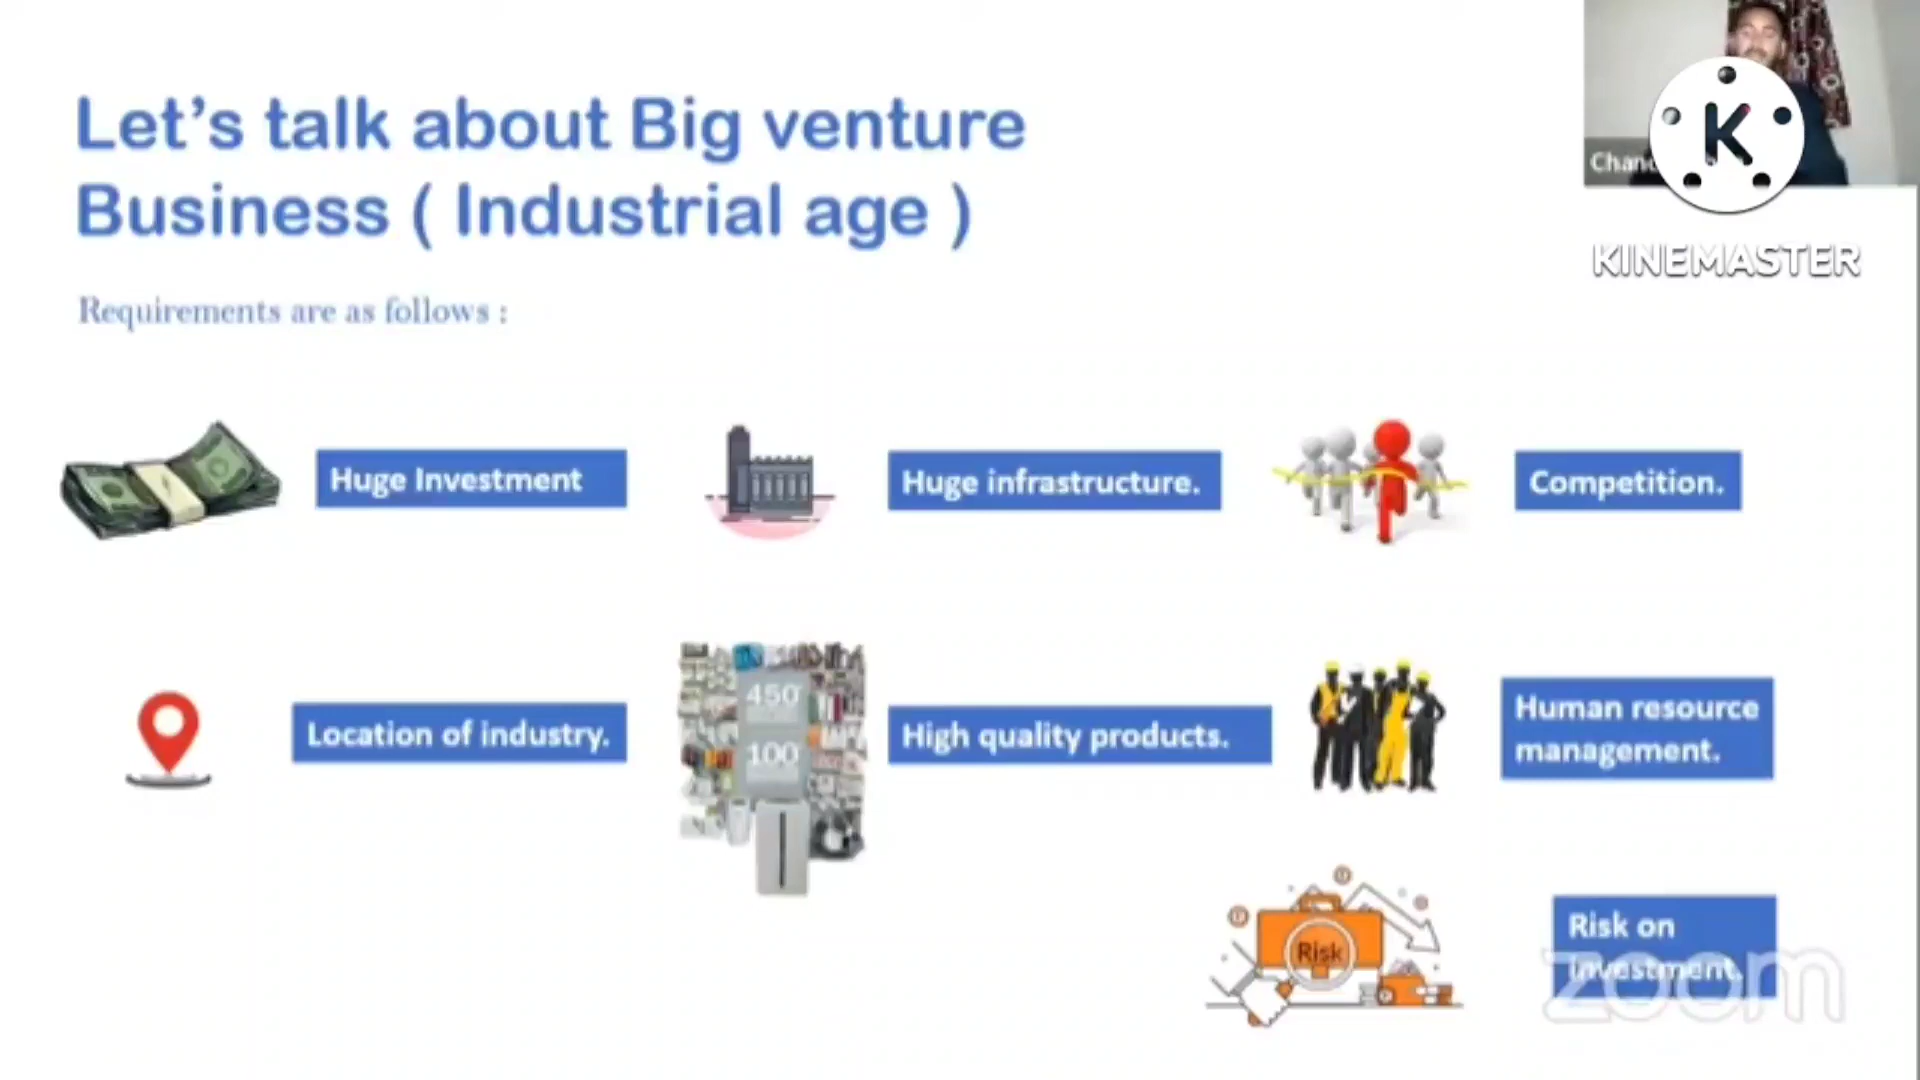 Let’s talk about Big venture
Business ( Industrial age )
Requirements are as follows :
K
KINEMASTER
Huge Investment
Huge infrastructure.
Competition.
Location of industry.
450
100
High quality products.
Human resource
management.
Risk
Risk on
investment.
zoom